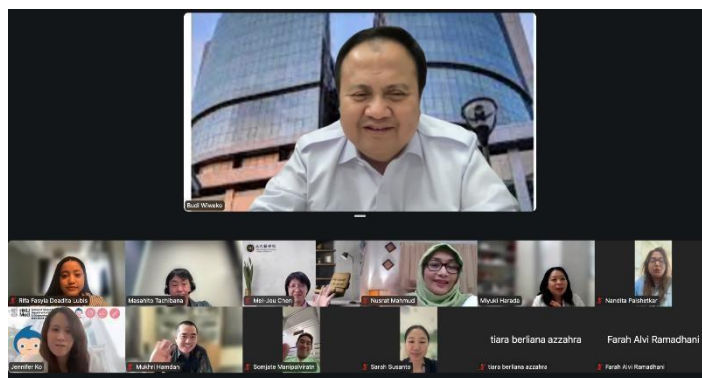 Budi Wiweko
Rifa Fasyia Deadita Lubis
Masahito Tachibana
Mei-Jou Chen
Nusrat Mahmud
Miyuki Harada
Nandita Palshetkar
Jennifer Ko
Mukhri Hamdan
Somjate Manipalviratn
Sarah Susanto
tiara berliana azzahra
tiara berliana azzahra
Farah Alvi Ramadhani
Farah Alvi Ramadhani